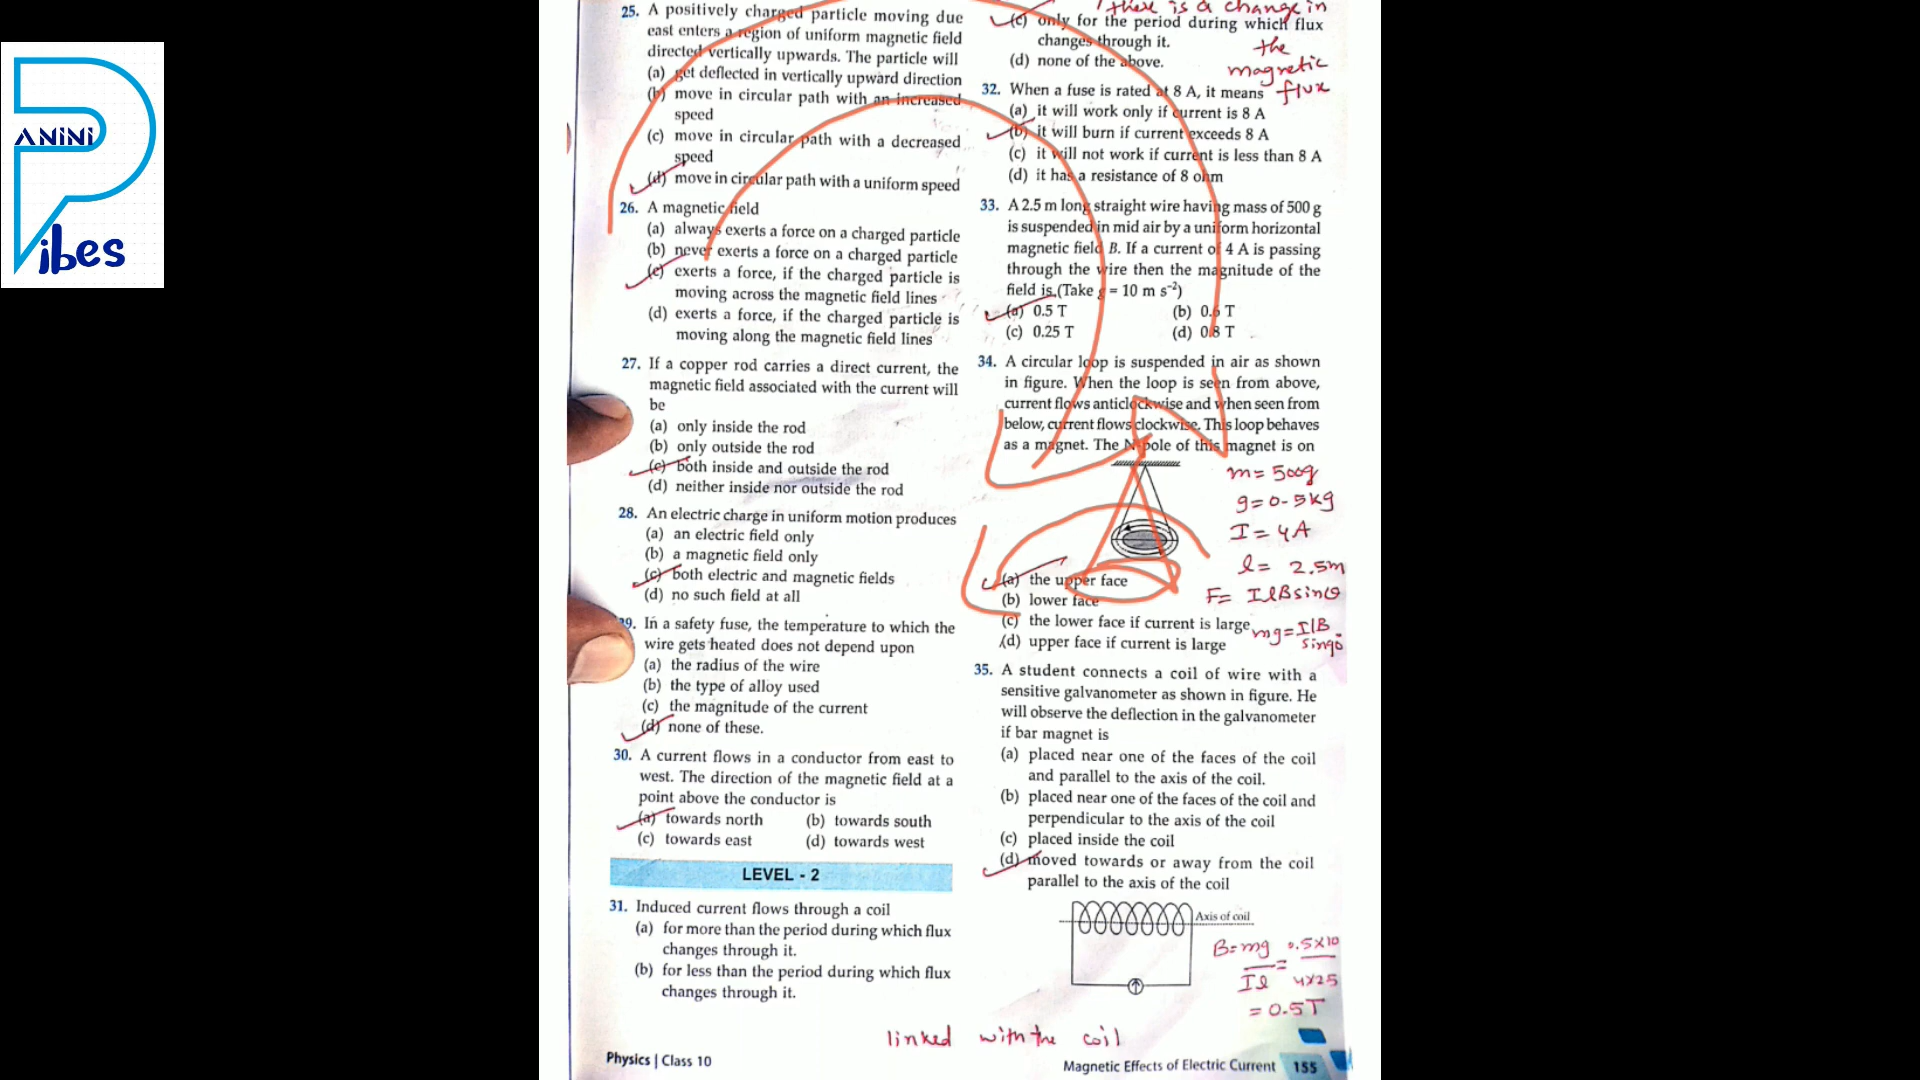 PANINI
Vibes
25. A positively charged particle moving due
east enters a region of uniform magnetic field
directed vertically upwards. The particle will
(a) get deflected in vertically upward direction
(b) move in circular path with an increased
speed
(c) move in circular path with a decreased
speed
(d) move in circular path with a uniform speed
26. A magnetic field
(a) always exerts a force on a charged particle
(b) never exerts a force on a charged particle
(c) exerts a force, if the charged particle is
moving across the magnetic field lines
(d) exerts a force, if the charged particle is
moving along the magnetic field lines
27. If a copper rod carries a direct current, the
magnetic field associated with the current will
be
(a) only inside the rod
(b) only outside the rod
(c) both inside and outside the rod
(d) neither inside nor outside the rod
28. An electric charge in uniform motion produces
(a) an electric field only
(b) a magnetic field only
(c) both electric and magnetic fields
(d) no such field at all
29. In a safety fuse, the temperature to which the
wire gets heated does not depend upon
(a) the radius of the wire
(b) the type of alloy used
(c) the magnitude of the current
(d) none of these.
30. A current flows in a conductor from east to
west. The direction of the magnetic field at a
point above the conductor is
(a) towards north (b) towards south
(c) towards east (d) towards west
LEVEL - 2
31. Induced current flows through a coil
(a) for more than the period during which flux
changes through it.
(b) for less than the period during which flux
changes through it.
there is a change in
(c) only for the period during which flux
changes through it.
the
(d) none of the above.
magnetic
flux
32. When a fuse is rated at 8 A, it means
(a) it will work only if current is 8 A
(b) it will burn if current exceeds 8 A
(c) it will not work if current is less than 8 A
(d) it has a resistance of 8 ohm
33. A 2.5 m long straight wire having mass of 500 g
is suspended in mid air by a uniform horizontal
magnetic field B. If a current of 4 A is passing
through the wire then the magnitude of the
field is (Take g = 10 m s⁻²)
(a) 0.5 T (b) 0.6 T
(c) 0.25 T (d) 0.8 T
34. A circular loop is suspended in air as shown
in figure. When the loop is seen from above,
current flows anticlockwise and when seen from
below, current flows clockwise. This loop behaves
as a magnet. The N-pole of this magnet is on
m = 500g
g = 0.5kg
I = 4A
l = 2.5m
F = IlBsinθ
(a) the upper face
(b) lower face
(c) the lower face if current is large
(d) upper face if current is large
mg = IlB
sin90
35. A student connects a coil of wire with a
sensitive galvanometer as shown in figure. He
will observe the deflection in the galvanometer
if bar magnet is
(a) placed near one of the faces of the coil
and parallel to the axis of the coil.
(b) placed near one of the faces of the coil and
perpendicular to the axis of the coil
(c) placed inside the coil
(d) moved towards or away from the coil
parallel to the axis of the coil
Axis of coil
B = mg 0.5x10
=
Il 4x25
= 0.5T
linked with the coil
Physics | Class 10
Magnetic Effects of Electric Current 155